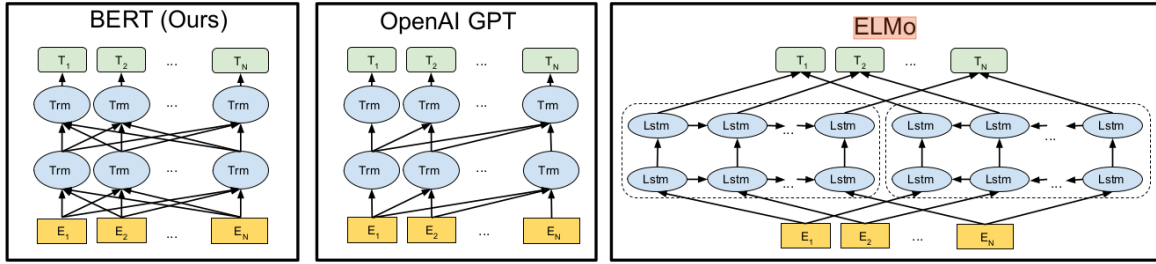 BERT (Ours)
T1 T2 ... TN
Trm Trm ... Trm
Trm Trm ... Trm
E1 E2 ... EN
OpenAI GPT
T1 T2 ... TN
Trm Trm ... Trm
Trm Trm ... Trm
E1 E2 ... EN
ELMo
T1 T2 ... TN
Lstm Lstm ... Lstm Lstm Lstm ... Lstm
Lstm Lstm ... Lstm Lstm Lstm ... Lstm
E1 E2 ... EN